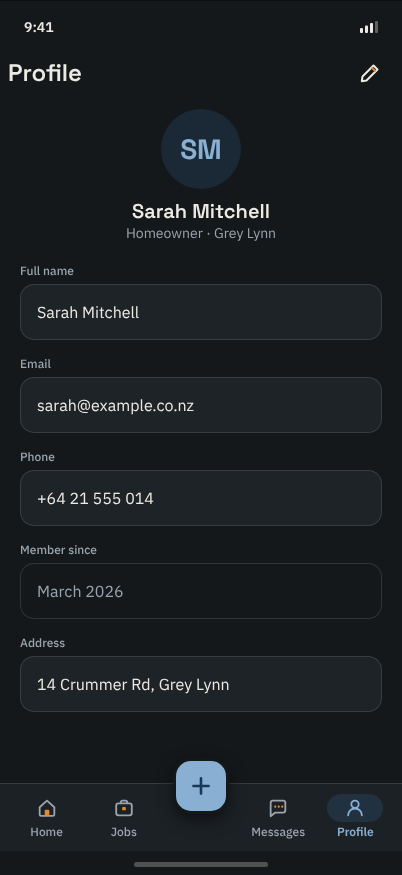 9:41
Profile
SM
Sarah Mitchell
Homeowner · Grey Lynn
Full name
Sarah Mitchell
Email
sarah@example.co.nz
Phone
+64 21 555 014
Member since
March 2026
Address
14 Crummer Rd, Grey Lynn
Home
Jobs
Messages
Profile